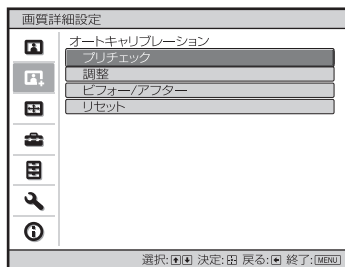 画質詳細設定
オートキャリブレーション
プリチェック
調整
ビフォー/アフター
リセット
選択: 決定: 戻る: 終了:MENU